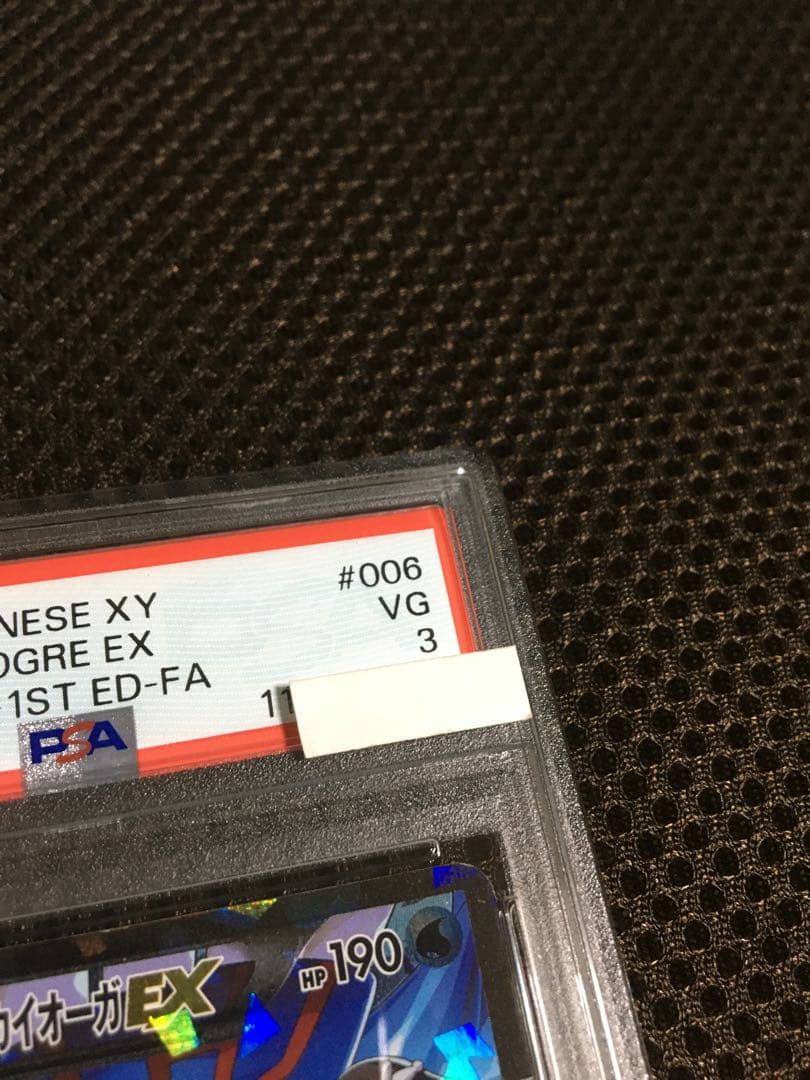 #006
NESE XY
VG
OGRE EX
3
-1ST ED-FA
11
PSA
HP190
カイオーガEX